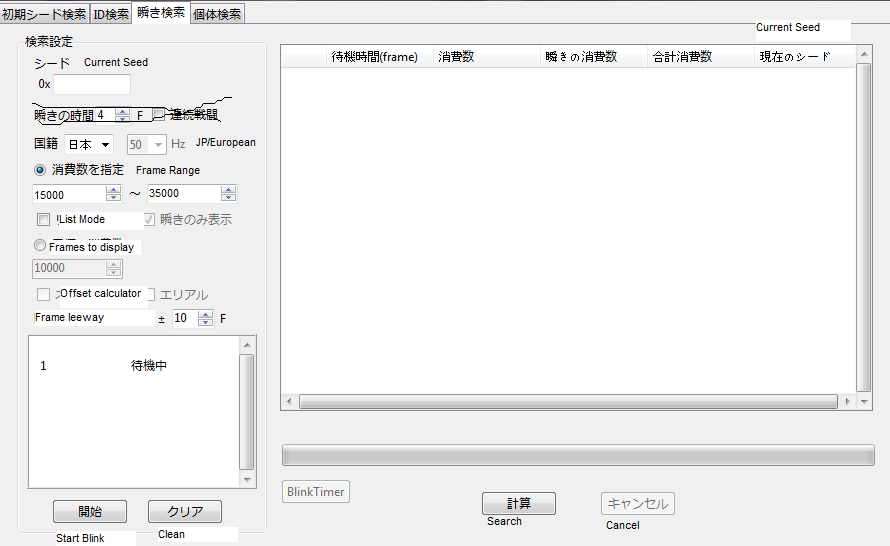 初期シード検索 ID検索 瞬き検索 個体検索
Current Seed
検索設定
シード Current Seed
0x
待機時間(frame) 消費数 瞬きの消費数 合計消費数 現在のシード
瞬きの時間 4 F 連続戦闘
国籍 日本 50 Hz JP/European
消費数を指定 Frame Range
15000 ～ 35000
List Mode 瞬きのみ表示
Frames to display
10000
Offset calculator エリアル
Frame leeway ± 10 F
1 待機中
BlinkTimer
開始 クリア 計算 キャンセル
Start Blink Clean Search Cancel